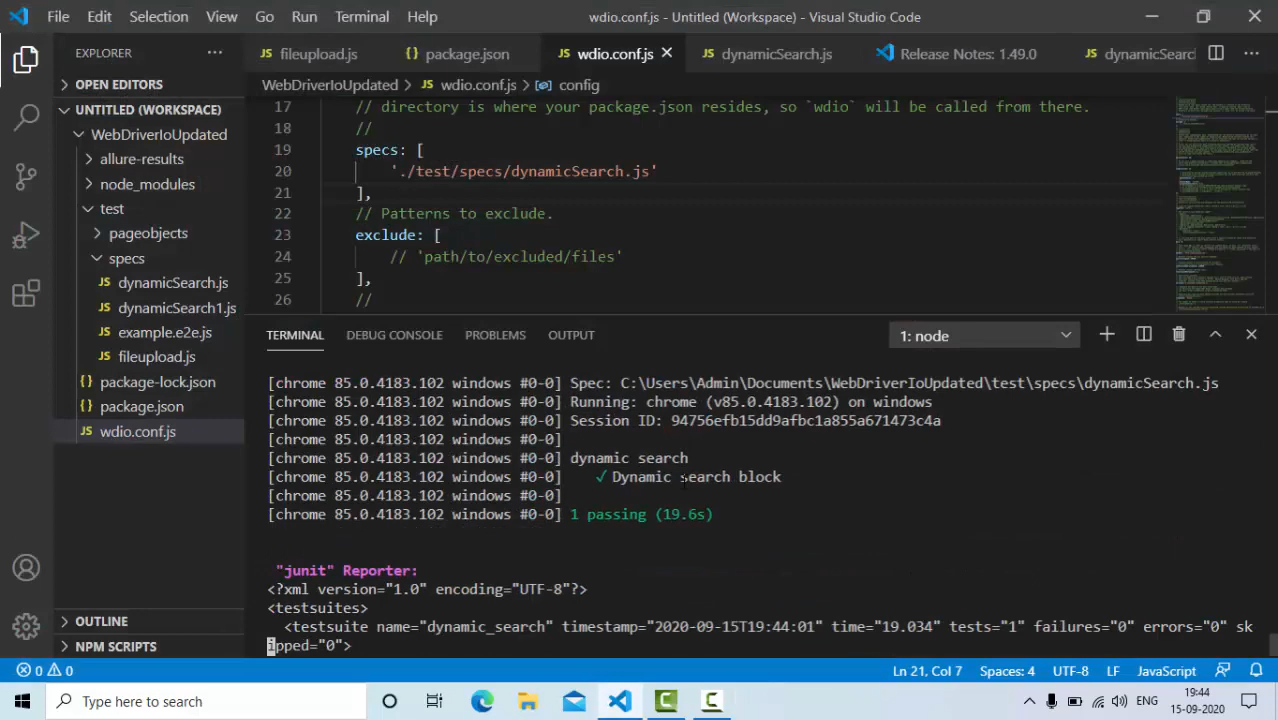 File Edit Selection View Go Run Terminal Help wdio.conf.js - Untitled (Workspace) - Visual Studio Code
EXPLORER ··· JS fileupload.js {} package.json JS wdio.conf.js JS dynamicSearch.js Release Notes: 1.49.0 JS dynamicSearc
OPEN EDITORS
WebDriverIoUpdated > JS wdio.conf.js > config
UNTITLED (WORKSPACE)
WebDriverIoUpdated
allure-results
node_modules
test
pageobjects
specs
JS dynamicSearch.js
JS dynamicSearch1.js
JS example.e2e.js
JS fileupload.js
{} package-lock.json
{} package.json
JS wdio.conf.js
OUTLINE
NPM SCRIPTS
17 // directory is where your package.json resides, so `wdio` will be called from there.
18 //
19 specs: [
20 './test/specs/dynamicSearch.js'
21 ],
22 // Patterns to exclude.
23 exclude: [
24 // 'path/to/excluded/files'
25 ],
26 //
TERMINAL DEBUG CONSOLE PROBLEMS OUTPUT 1: node
[chrome 85.0.4183.102 windows #0-0] Spec: C:\Users\Admin\Documents\WebDriverIoUpdated\test\specs\dynamicSearch.js
[chrome 85.0.4183.102 windows #0-0] Running: chrome (v85.0.4183.102) on windows
[chrome 85.0.4183.102 windows #0-0] Session ID: 94756efb15dd9afbc1a855a671473c4a
[chrome 85.0.4183.102 windows #0-0]
[chrome 85.0.4183.102 windows #0-0] dynamic search
[chrome 85.0.4183.102 windows #0-0] ✓ Dynamic search block
[chrome 85.0.4183.102 windows #0-0]
[chrome 85.0.4183.102 windows #0-0] 1 passing (19.6s)
"junit" Reporter:
<?xml version="1.0" encoding="UTF-8"?>
<testsuites>
<testsuite name="dynamic_search" timestamp="2020-09-15T19:44:01" time="19.034" tests="1" failures="0" errors="0" sk
ipped="0">
0 0 Ln 21, Col 7 Spaces: 4 UTF-8 LF JavaScript
Type here to search ENG 19:44
15-09-2020